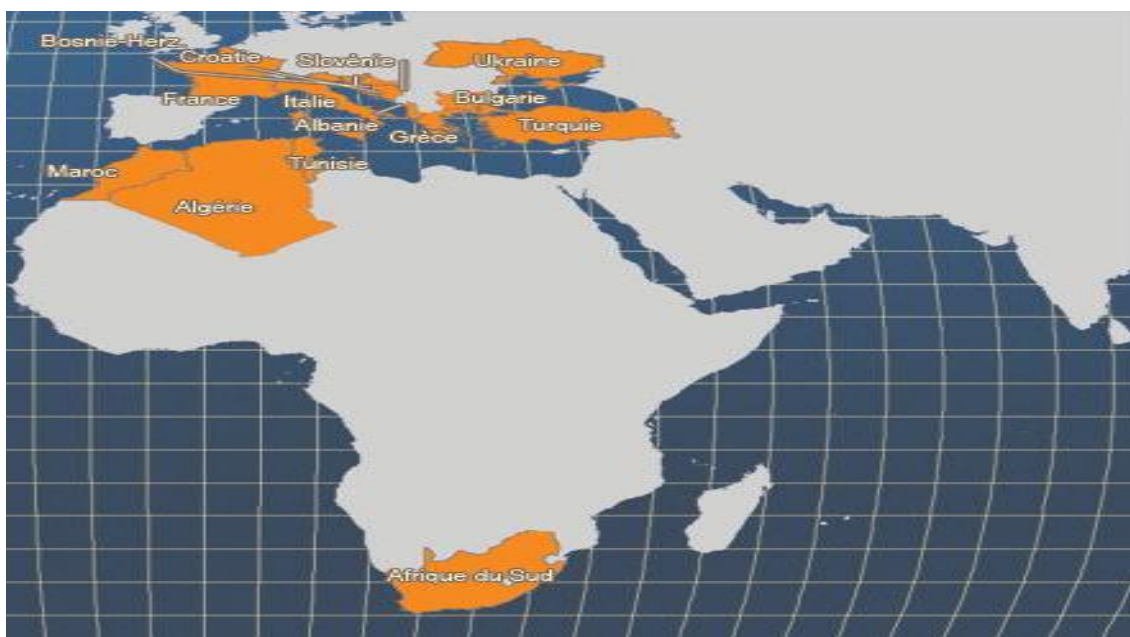 Bosnie-Herz.
Croatie
Slovénie
Ukraine
France
Italie
Bulgarie
Albanie
Grèce
Turquie
Maroc
Tunisie
Algérie
Afrique du Sud